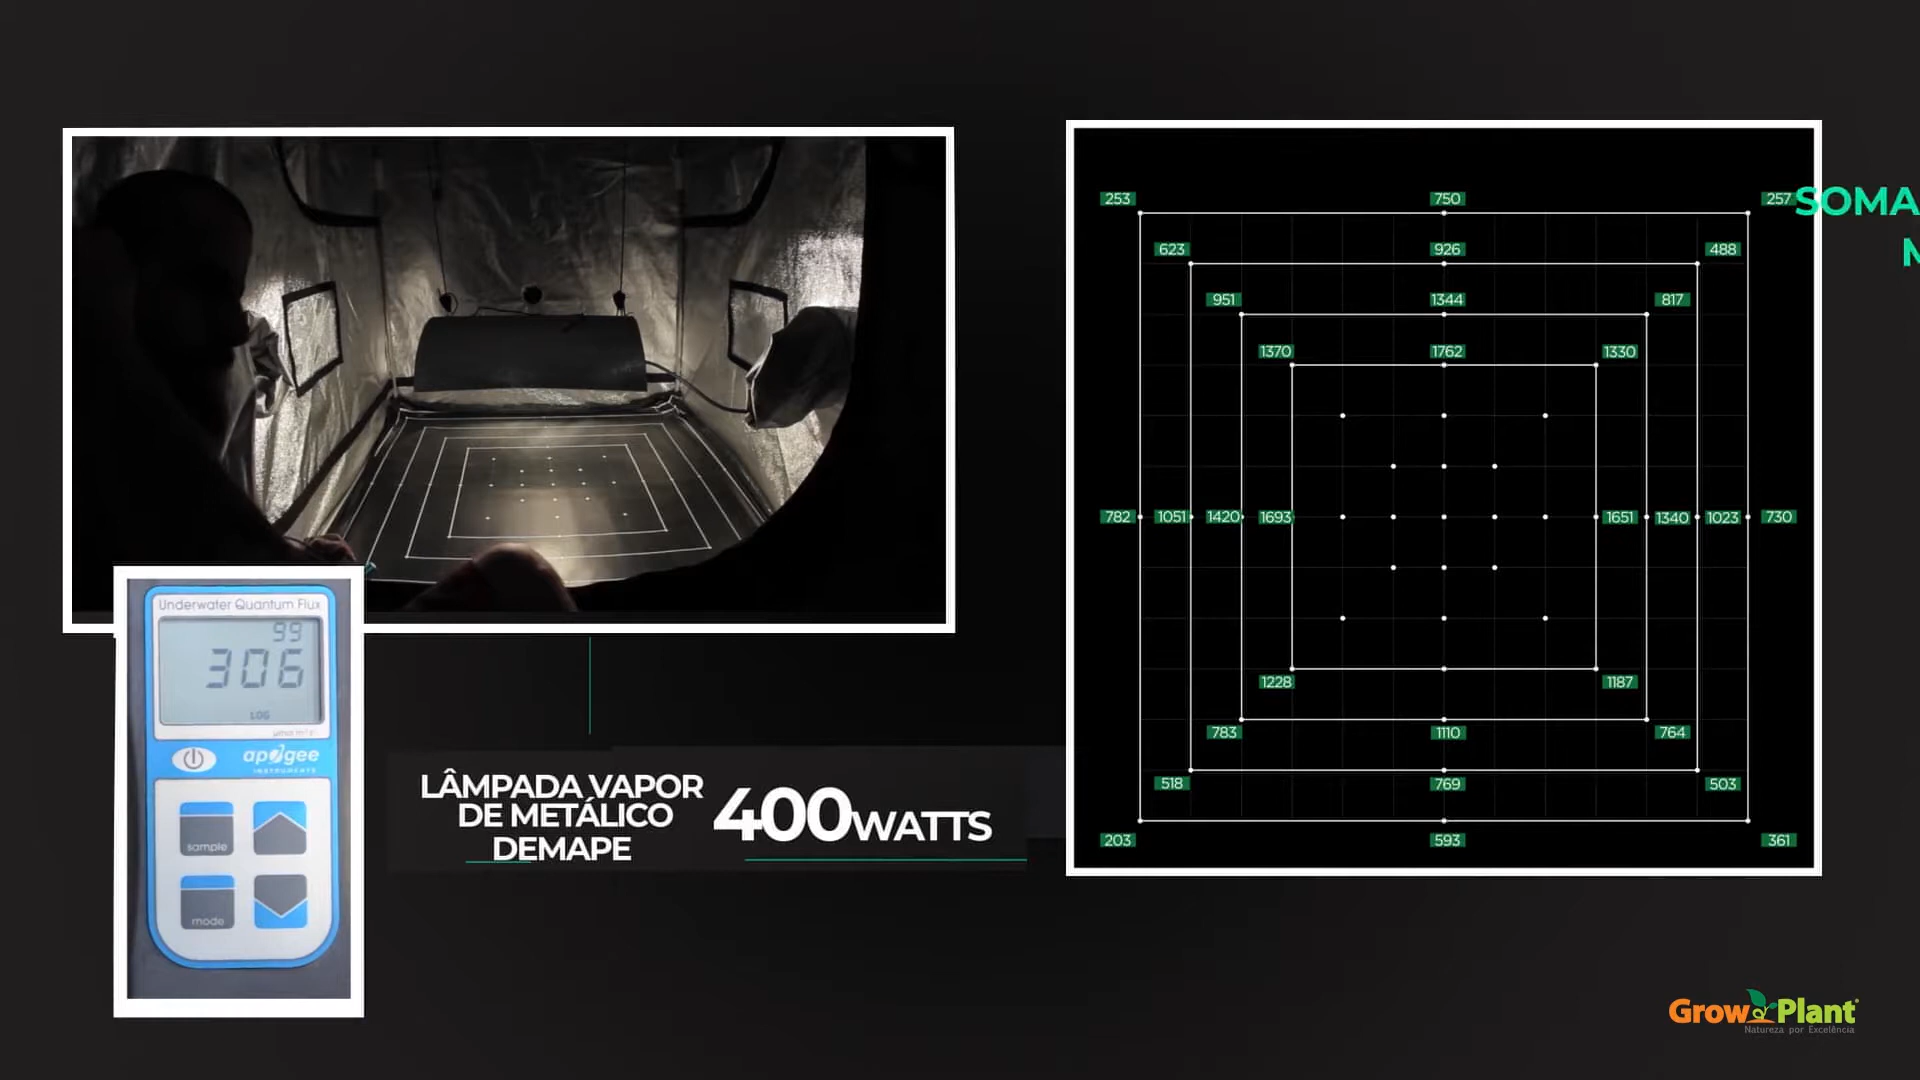 253 750 257
SOMA
623 926 488
M
951 1344 817
1370 1762 1330
782 1051 1420 1693 1651 1340 1023 730
1228 1187
783 1110 764
518 769 503
203 593 361
Underwater Quantum Flux
99
306
LOG
apogee
INSTRUMENTS
sample
mode
LÂMPADA VAPOR
DE METÁLICO
DEMAPE
400WATTS
Grow Plant
Natureza por Excelência